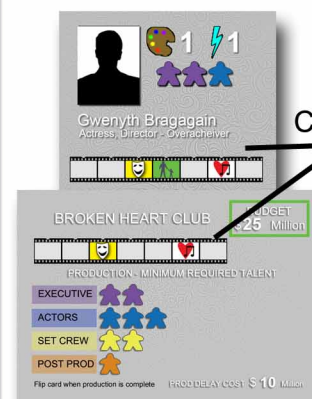 1 1
Gwenyth Bragagain
Actress, Director - Overacheiver
C
BROKEN HEART CLUB
BUDGET
$25 Million
PRODUCTION - MINIMUM REQUIRED TALENT
EXECUTIVE
ACTORS
SET CREW
POST PROD
Flip card when production is complete
PROD DELAY COST $ 10 Million